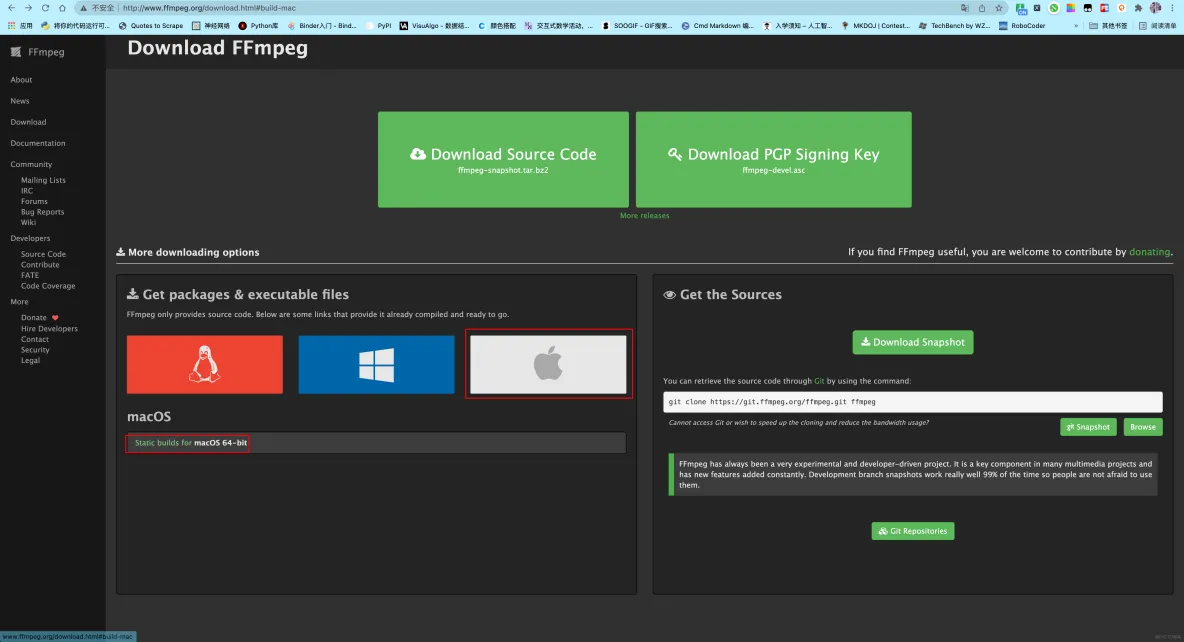 不安全 | http://www.ffmpeg.org/download.html#build-mac
应用 将你的代码运行可... Quotes to Scrape 神经网络 Python库 Binder入门 - Bind... PyPI VisuAlgo - 数据结... 颜色搭配 交互式数学活动, ... SOOGIF - GIF搜索... Cmd Markdown 编... 入学须知 – 人工智... MKDOJ | Contest... TechBench by WZ... RoboCoder » 其他书签 阅读清单
FFmpeg
About
News
Download
Documentation
Community
Mailing Lists
IRC
Forums
Bug Reports
Wiki
Developers
Source Code
Contribute
FATE
Code Coverage
More
Donate
Hire Developers
Contact
Security
Legal
Download FFmpeg
Download Source Code
ffmpeg-snapshot.tar.bz2
Download PGP Signing Key
ffmpeg-devel.asc
More releases
More downloading options
If you find FFmpeg useful, you are welcome to contribute by donating.
Get packages & executable files
FFmpeg only provides source code. Below are some links that provide it already compiled and ready to go.
macOS
Static builds for macOS 64-bit
Get the Sources
Download Snapshot
You can retrieve the source code through Git by using the command:
git clone https://git.ffmpeg.org/ffmpeg.git ffmpeg
Cannot access Git or wish to speed up the cloning and reduce the bandwidth usage?
Snapshot
Browse
FFmpeg has always been a very experimental and developer-driven project. It is a key component in many multimedia projects and
has new features added constantly. Development branch snapshots work really well 99% of the time so people are not afraid to use
them.
Git Repositories
www.ffmpeg.org/download.html#build-mac